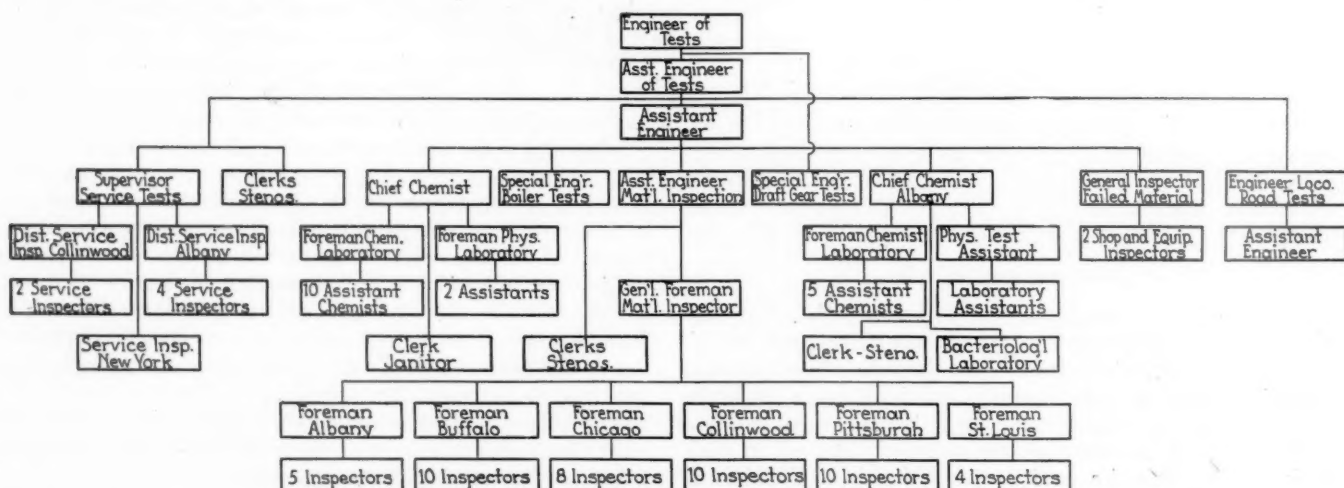 Engineer of
Tests
Ass't. Engineer
of Tests
Assistant
Engineer
Supervisor
Service Tests
Clerks
Stenos.
Chief Chemist
Special Eng'r.
Boiler Tests
Asst. Engineer
Mat'l. Inspection
Special Eng'r.
Draft Gear Tests
Chief Chemist
Albany
General Inspector
Failed Material
Engineer Loco.
Road Tests
Dist. Service
Insp. Collinwood
Dist. Service Insp.
Albany
Foreman Chem.
Laboratory
Foreman Phys.
Laboratory
Foreman Chemist
Laboratory
Phys. Test
Assistant
2 Shop and Equip.
Inspectors
Assistant
Engineer
2 Service
Inspectors
4 Service
Inspectors
10 Assistant
Chemists
2 Assistants
Gen'l. Foreman
Mat'l. Inspector
5 Assistant
Chemists
Laboratory
Assistants
Service Insp.
New York
Clerk
Janitor
Clerks
Stenos.
Clerk - Steno.
Bacteriolog'l
Laboratory
Foreman
Albany
Foreman
Buffalo
Foreman
Chicago
Foreman
Collinwood
Foreman
Pittsburgh
Foreman
St. Louis
5 Inspectors
10 Inspectors
8 Inspectors
10 Inspectors
10 Inspectors
4 Inspectors